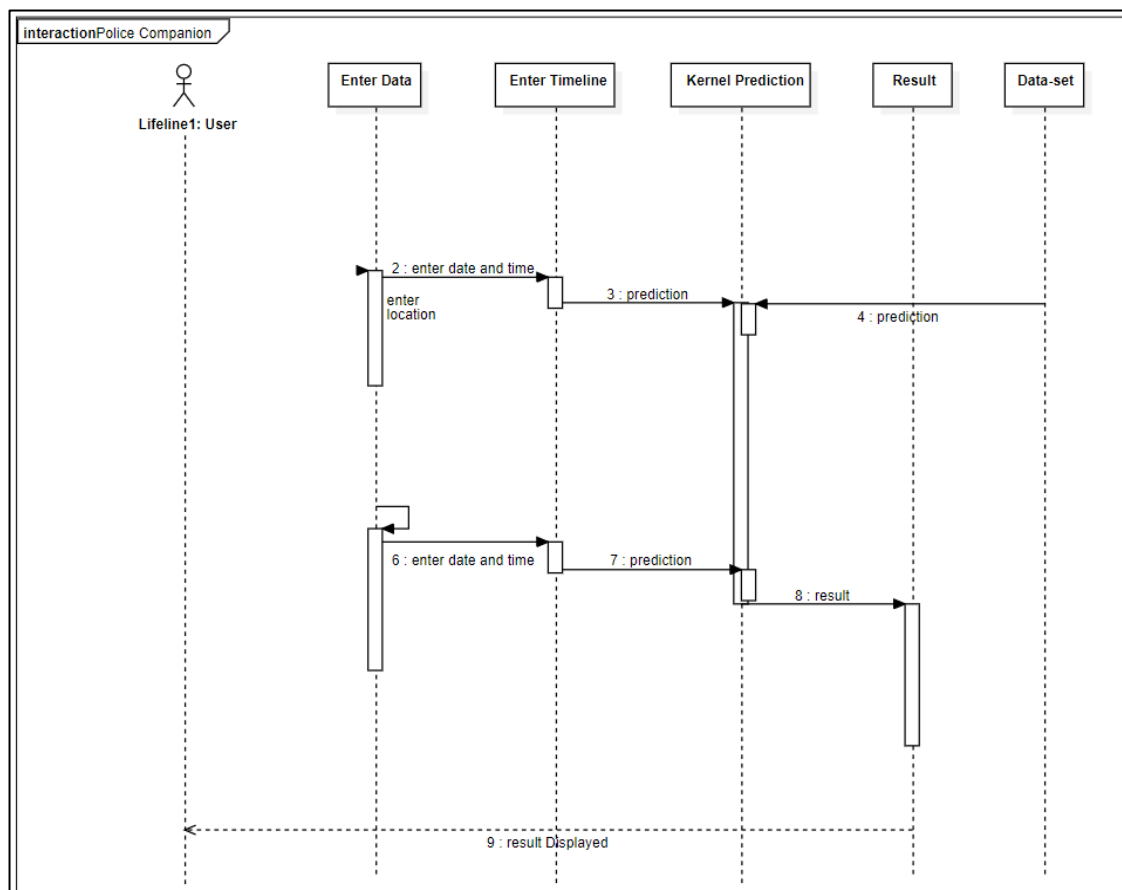 interactionPolice Companion
Enter Data
Enter Timeline
Kernel Prediction
Result
Data-set
Lifeline1: User
2 : enter date and time
enter
location
3 : prediction
4 : prediction
6 : enter date and time
7 : prediction
8 : result
9 : result Displayed